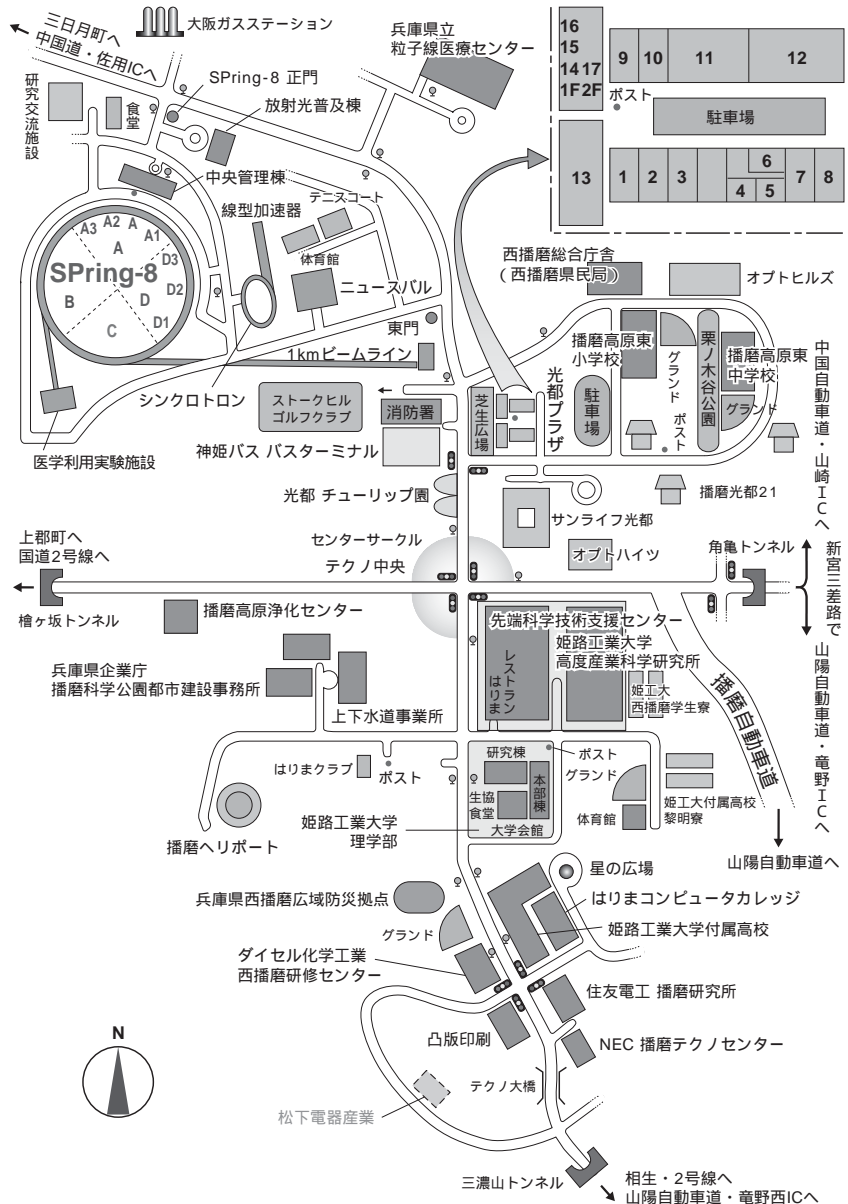 三日月町へ
中国道・佐用ICへ
大阪ガスステーション
兵庫県立
粒子線医療センター
SPring-8 正門
放射光普及棟
研究交流施設
食堂
中央管理棟
線型加速器
テニスコート
体育館
ニュースバル
A3
A2
A
A1
A
D3
SPring-8
B
D
D2
C
D1
東門
1kmビームライン
シンクロトロン
医学利用実験施設
16
15
14 17
1F 2F
9
10
11
12
ポスト
駐車場
13
1
2
3
6
4
5
7
8
西播磨総合庁舎
(西播磨県民局)
オプトヒルズ
播磨高原東
小学校
グランド
栗ノ木谷公園
播磨高原東
中学校
グランド
ポスト
駐車場
光都プラザ
芝生広場
ストークヒル
ゴルフクラブ
消防署
神姫バス バスターミナル
光都 チューリップ園
サンライフ光都
播磨光都21
オプトハイツ
センターサークル
テクノ中央
上郡町へ
国道2号線へ
檜ヶ坂トンネル
播磨高原浄化センター
角亀トンネル
中国自動車道・山崎ICへ
新宮三差路で
山陽自動車道・竜野ICへ
先端科学技術支援センター
姫路工業大学
高度産業科学研究所
レストラン
はりま
姫工大
西播磨学生寮
播磨自動車道
兵庫県企業庁
播磨科学公園都市建設事務所
上下水道事業所
はりまクラブ
ポスト
播磨ヘリポート
研究棟
本部棟
生協
食堂
大学会館
ポスト
グランド
体育館
姫工大付属高校
黎明寮
姫路工業大学
理学部
山陽自動車道へ
星の広場
兵庫県西播磨広域防災拠点
はりまコンピュータカレッジ
グランド
姫路工業大学付属高校
ダイセル化学工業
西播磨研修センター
住友電工 播磨研究所
凸版印刷
NEC 播磨テクノセンター
N
テクノ大橋
松下電器産業
三濃山トンネル
相生・2号線へ
山陽自動車道・竜野西ICへ